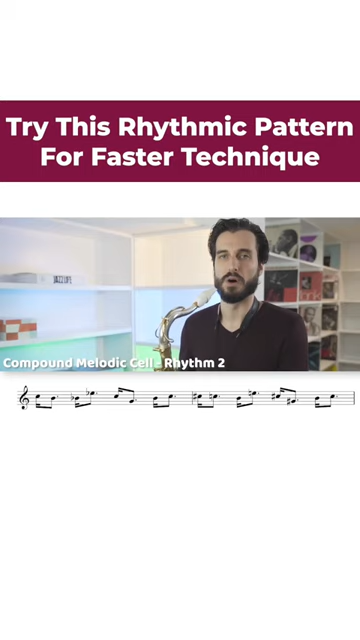 Try This Rhythmic Pattern
For Faster Technique
Compound Melodic Cell - Rhythm 2